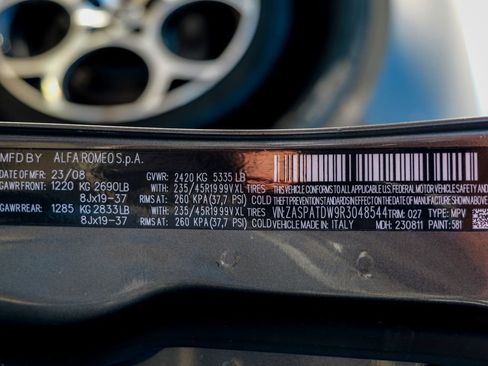 MFD BY ALFA ROMEO S.p.A.
DATE OF MFR 23/08 GVWR: 2420 KG 5335 LB
GAWR FRONT: 1220 KG 2690LB WITH: 235/45R19 99V XL TIRES THIS VEHICLE CONFORMS TO ALL APPLICABLE U.S. FEDERAL MOTOR VEHICLE SAFETY AND
8Jx19-37 RIMS AT: 260 KPA (37,7 PSI) COLD THEFT PREVENTION STANDARDS IN EFFECT ON THE DATE OF MANUFACTURE SHOWN ABOVE
GAWR REAR: 1285 KG 2833LB WITH: 235/45R19 99V XL TIRES VIN: ZASPATDW9R3048544 TRIM: 027 TYPE: MPV
8Jx19-37 RIMS AT: 260 KPA (37,7 PSI) COLD VEHICLE MADE IN: ITALY MDH: 230811 PAINT: 581